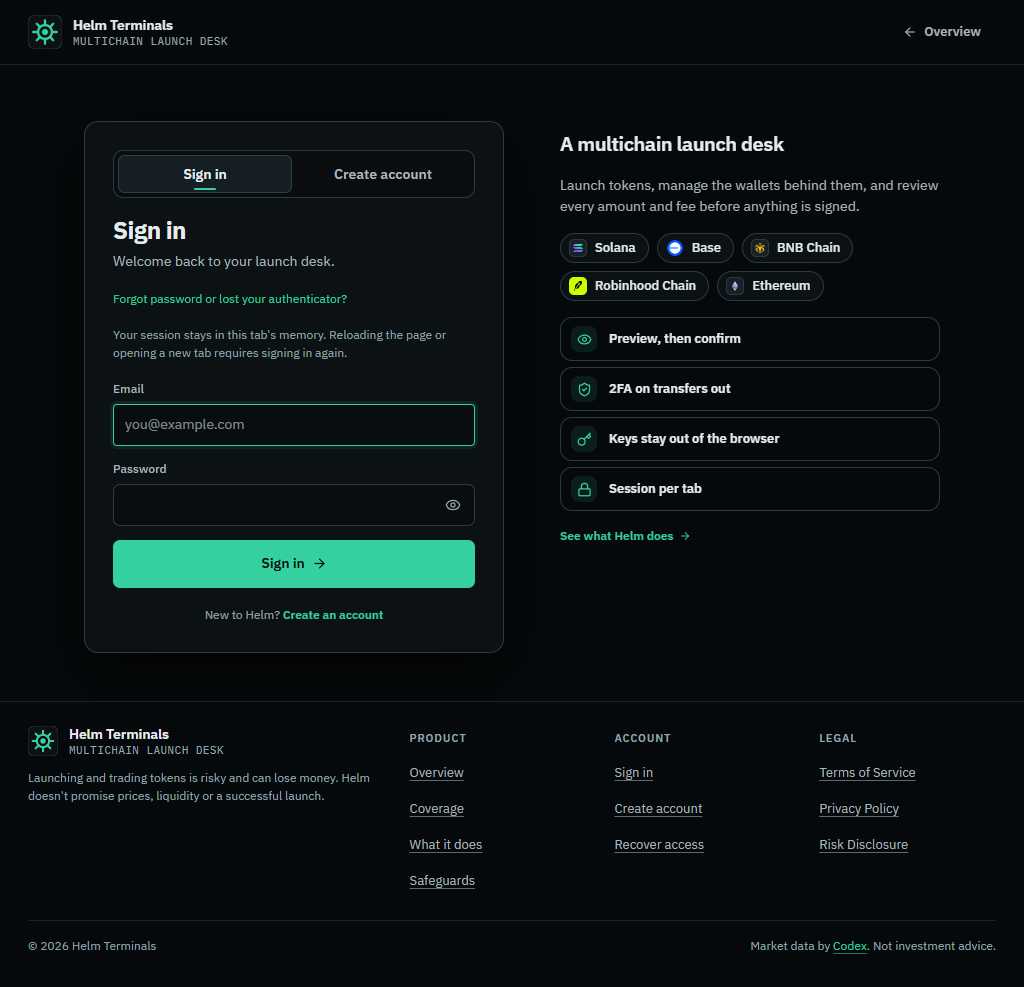 Helm Terminals
MULTICHAIN LAUNCH DESK
Overview
Sign in
Create account
Sign in
Welcome back to your launch desk.
Forgot password or lost your authenticator?
Your session stays in this tab's memory. Reloading the page or
opening a new tab requires signing in again.
Email
you@example.com
Password
Sign in
New to Helm? Create an account
A multichain launch desk
Launch tokens, manage the wallets behind them, and review
every amount and fee before anything is signed.
Solana
Base
BNB Chain
Robinhood Chain
Ethereum
Preview, then confirm
2FA on transfers out
Keys stay out of the browser
Session per tab
See what Helm does
Helm Terminals
MULTICHAIN LAUNCH DESK
Launching and trading tokens is risky and can lose money. Helm
doesn't promise prices, liquidity or a successful launch.
PRODUCT
Overview
Coverage
What it does
Safeguards
ACCOUNT
Sign in
Create account
Recover access
LEGAL
Terms of Service
Privacy Policy
Risk Disclosure
© 2026 Helm Terminals
Market data by Codex. Not investment advice.